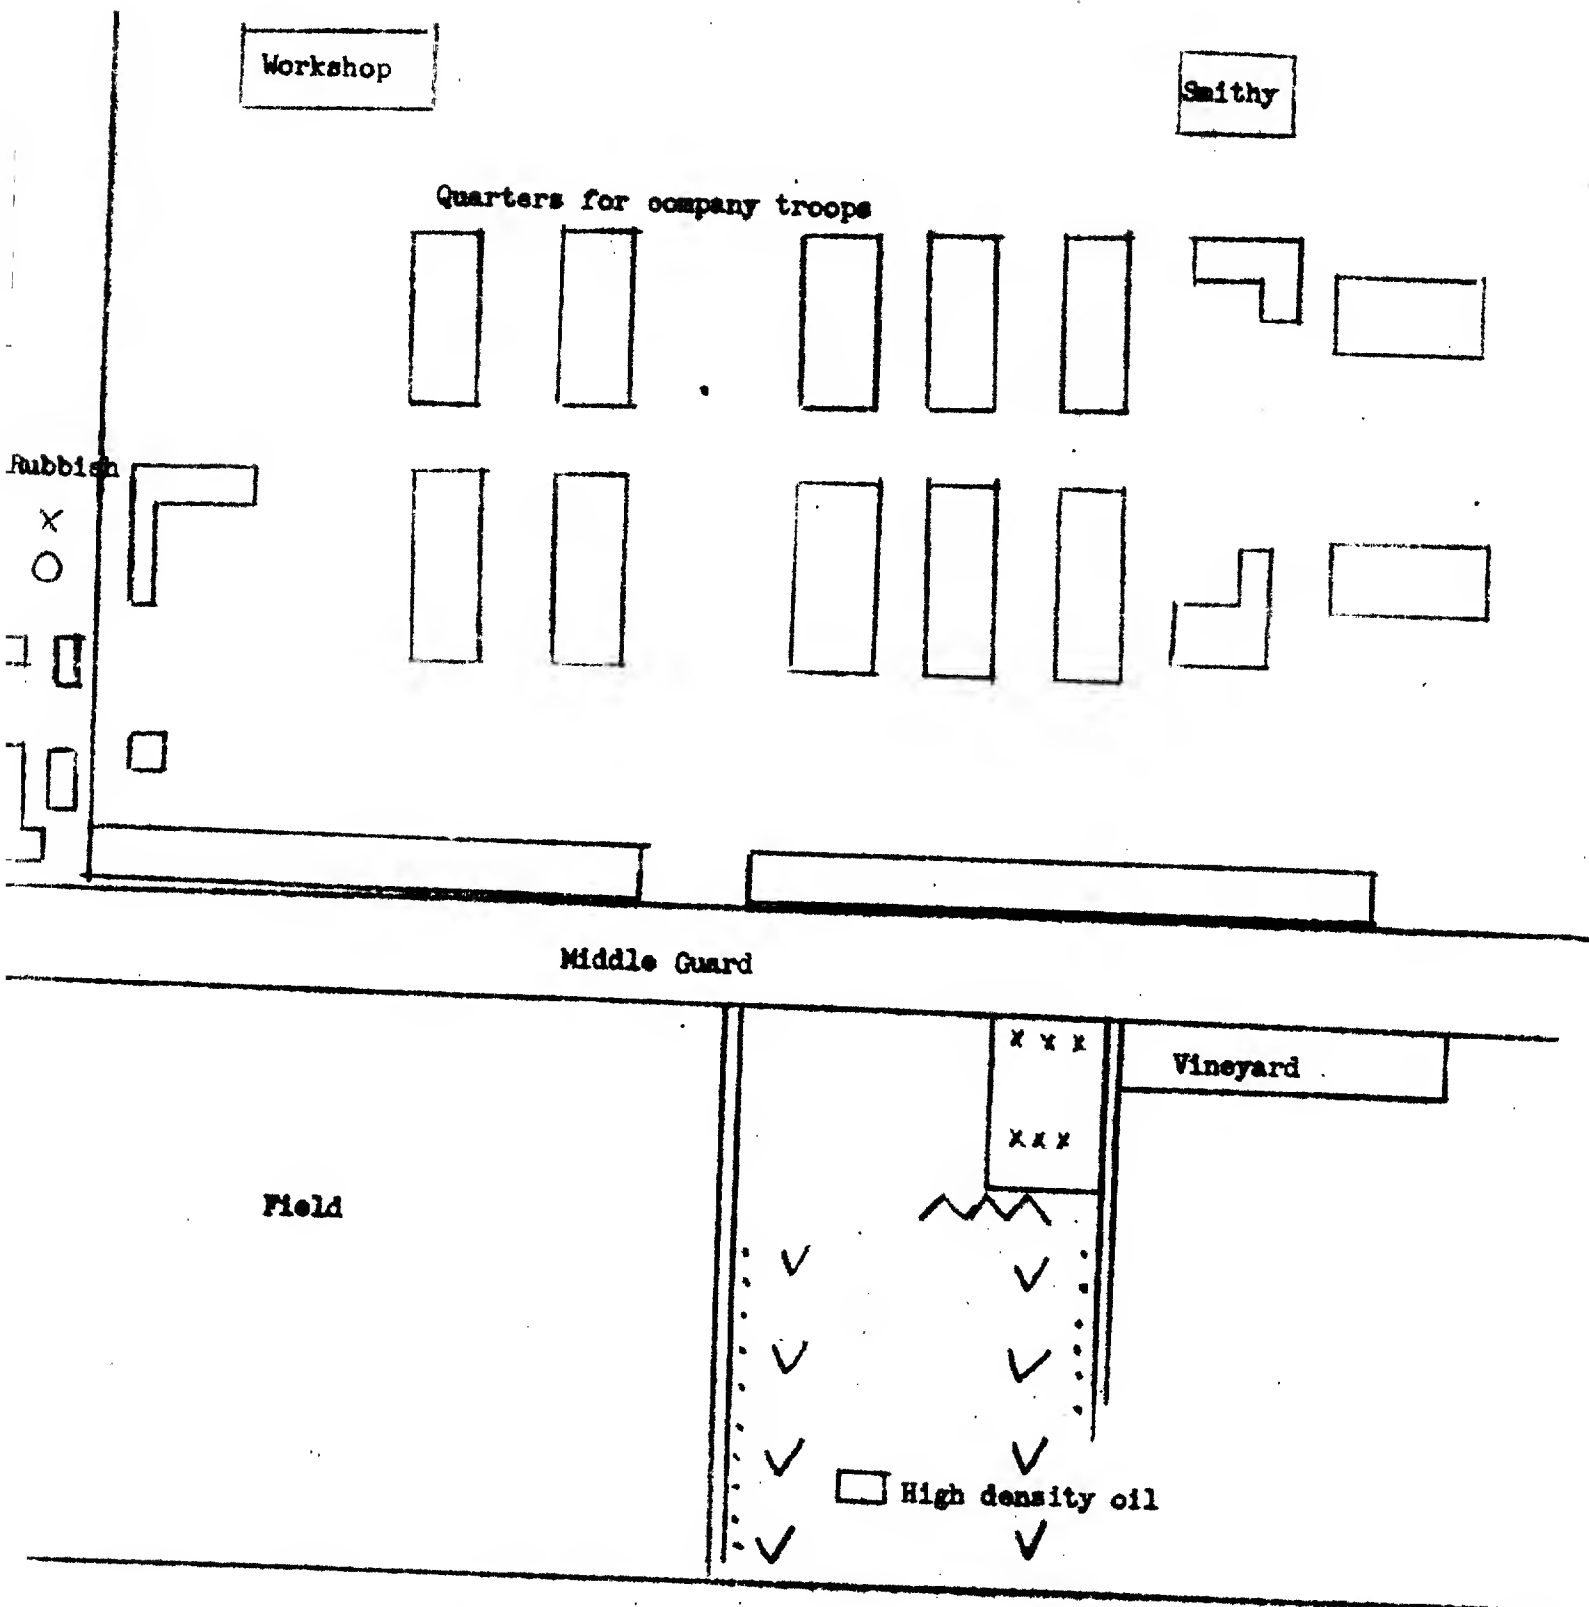 Workshop
Smithy
Quarters for company troops
Rubbish
X
Middle Guard
x x x
Vineyard
x x x
Field
High density oil